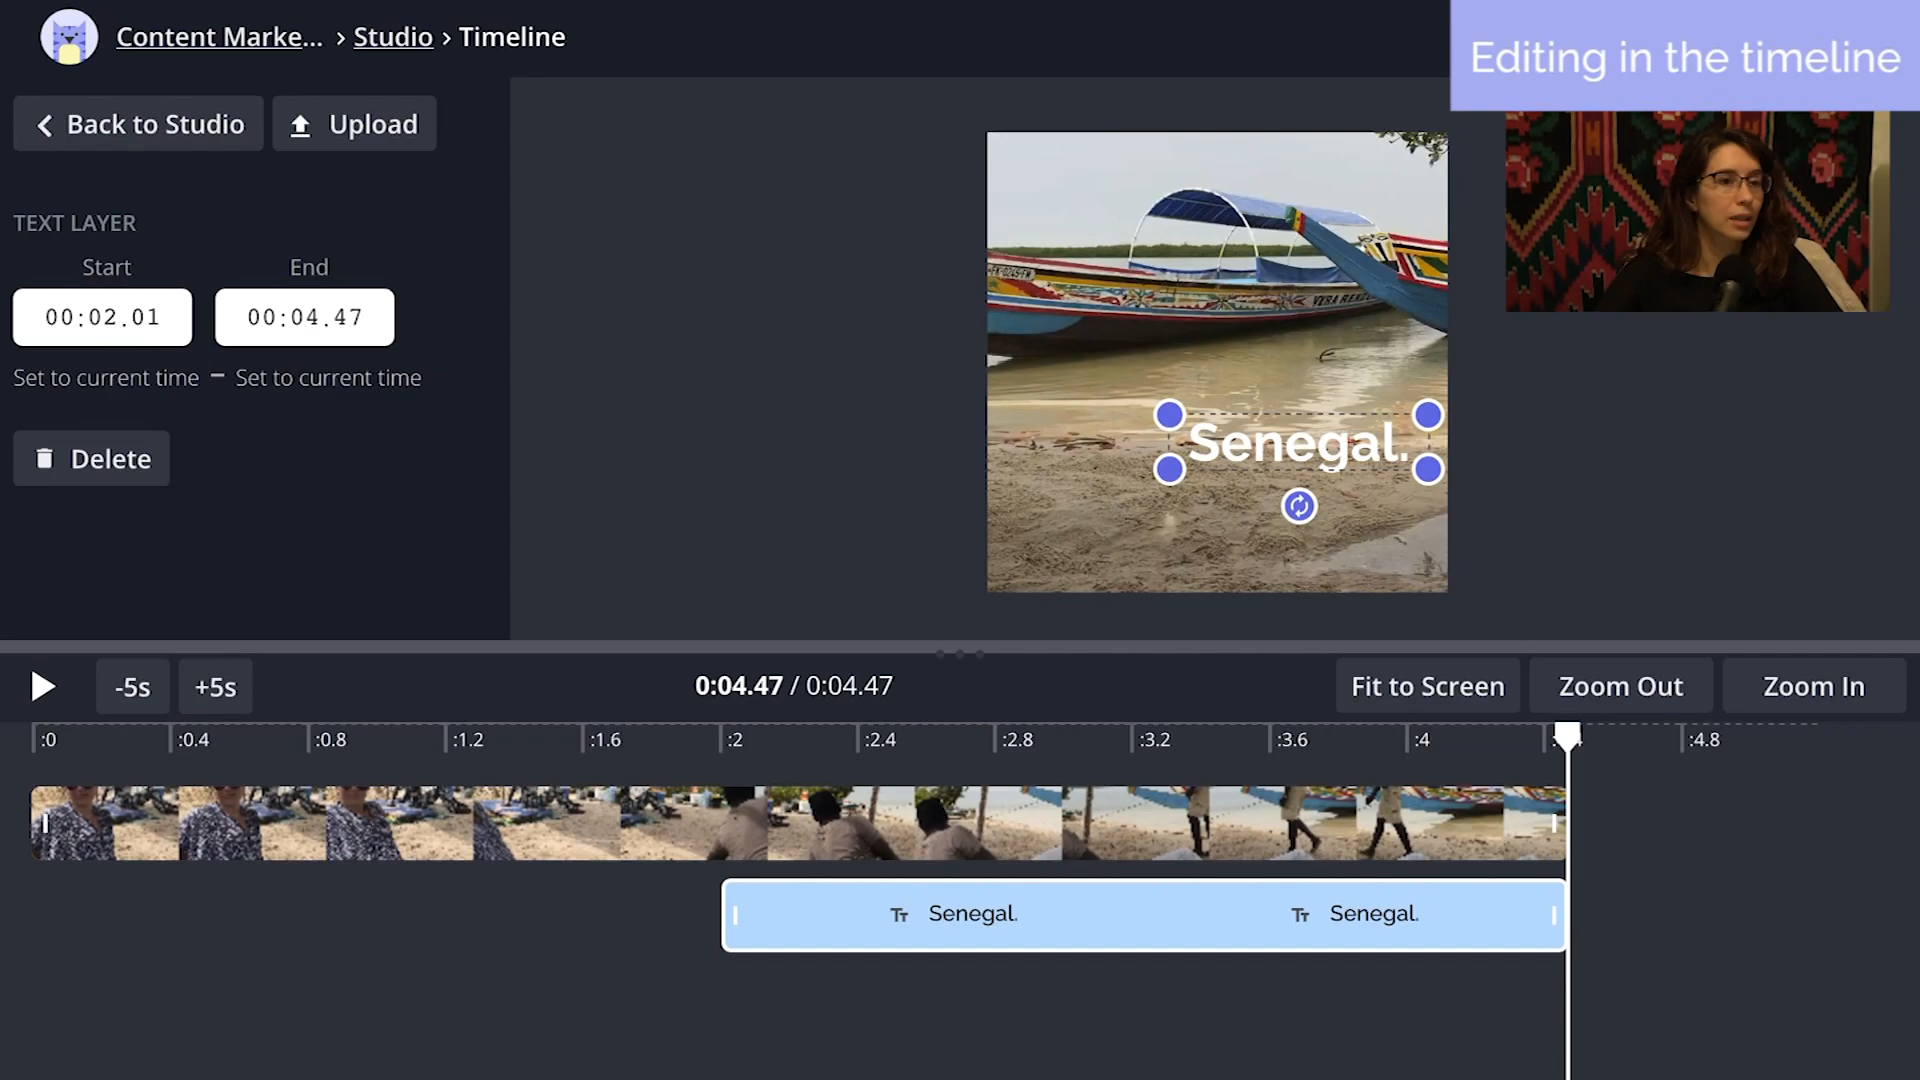 Content Marke... › Studio › Timeline
Editing in the timeline
Back to Studio
Upload
TEXT LAYER
Start
End
00:02.01
00:04.47
Set to current time – Set to current time
Delete
Senegal.
-5s
+5s
0:04.47 / 0:04.47
Fit to Screen
Zoom Out
Zoom In
:0 :0.4 :0.8 :1.2 :1.6 :2 :2.4 :2.8 :3.2 :3.6 :4 :4.8
Tт Senegal. Tт Senegal.